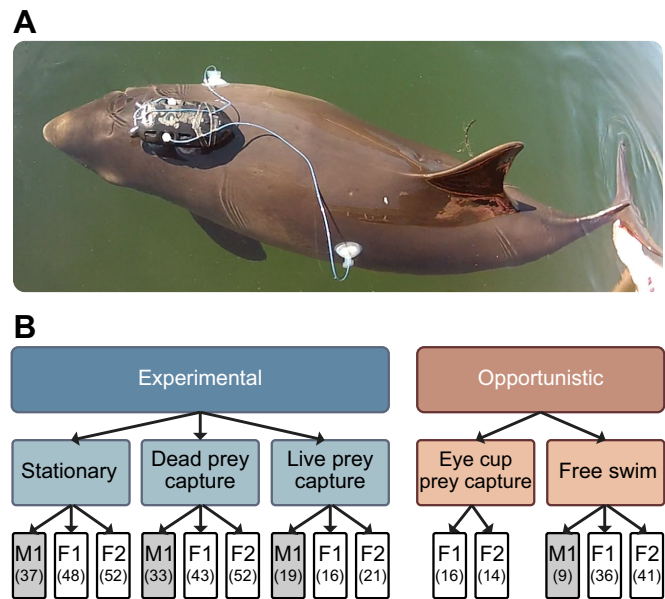 A
B
Experimental
Opportunistic
Stationary
Dead prey
capture
Live prey
capture
Eye cup
prey capture
Free swim
M1
(37)
F1
(48)
F2
(52)
M1
(33)
F1
(43)
F2
(52)
M1
(19)
F1
(16)
F2
(21)
F1
(16)
F2
(14)
M1
(9)
F1
(36)
F2
(41)